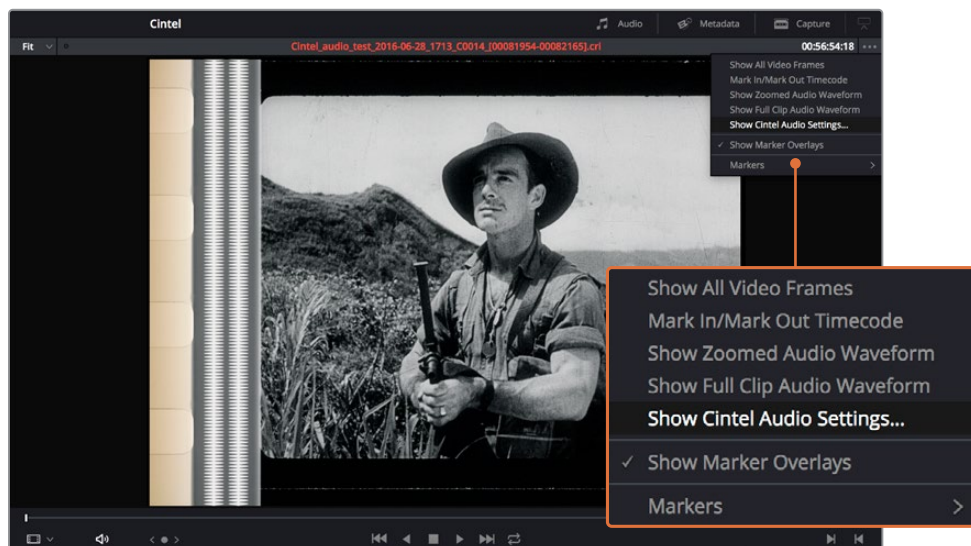 Cintel
Audio
Metadata
Capture
Fit
Cintel_audio_test_2016-06-28_1713_C0014_[00081954-00082165].cri
00:56:54:18
Show All Video Frames
Mark In/Mark Out Timecode
Show Zoomed Audio Waveform
Show Full Clip Audio Waveform
Show Cintel Audio Settings...
Show Marker Overlays
Markers
Show All Video Frames
Mark In/Mark Out Timecode
Show Zoomed Audio Waveform
Show Full Clip Audio Waveform
Show Cintel Audio Settings...
Show Marker Overlays
Markers